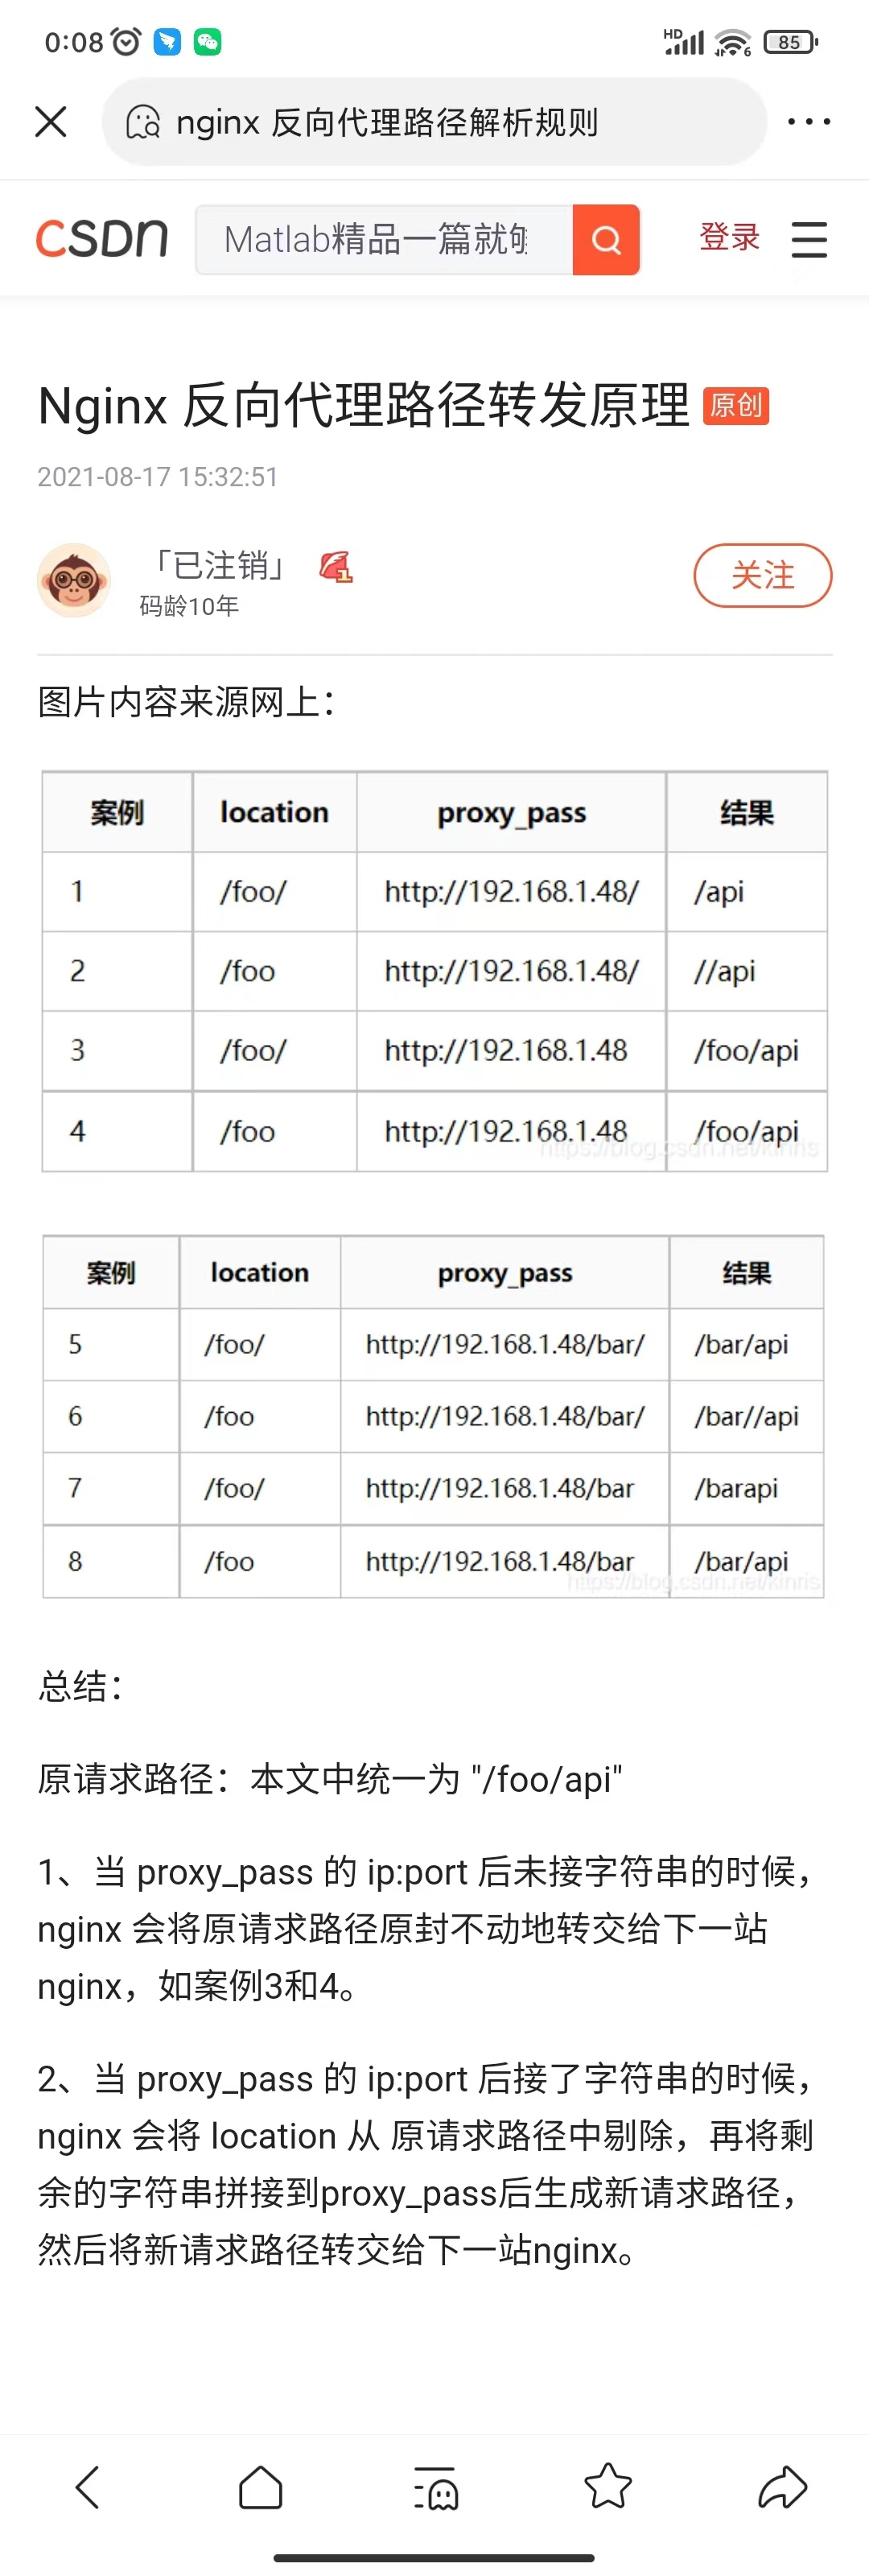 0:08 HD 6 85
nginx 反向代理路径解析规则
CSDN Matlab精品一篇就 登录
Nginx 反向代理路径转发原理 原创
2021-08-17 15:32:51
「已注销」 1
码龄10年
关注
图片内容来源网上：
案例 location proxy_pass 结果
1 /foo/ http://192.168.1.48/ /api
2 /foo http://192.168.1.48/ //api
3 /foo/ http://192.168.1.48 /foo/api
4 /foo http://192.168.1.48 /foo/api
https://blog.csdn.net/kinris
案例 location proxy_pass 结果
5 /foo/ http://192.168.1.48/bar/ /bar/api
6 /foo http://192.168.1.48/bar/ /bar//api
7 /foo/ http://192.168.1.48/bar /barapi
8 /foo http://192.168.1.48/bar /bar/api
https://blog.csdn.net/kinris
总结：
原请求路径：本文中统一为 "/foo/api"
1、当 proxy_pass 的 ip:port 后未接字符串的时候，
nginx 会将原请求路径原封不动地转交给下一站
nginx，如案例3和4。
2、当 proxy_pass 的 ip:port 后接了字符串的时候，
nginx 会将 location 从 原请求路径中剔除，再将剩
余的字符串拼接到proxy_pass后生成新请求路径，
然后将新请求路径转交给下一站nginx。